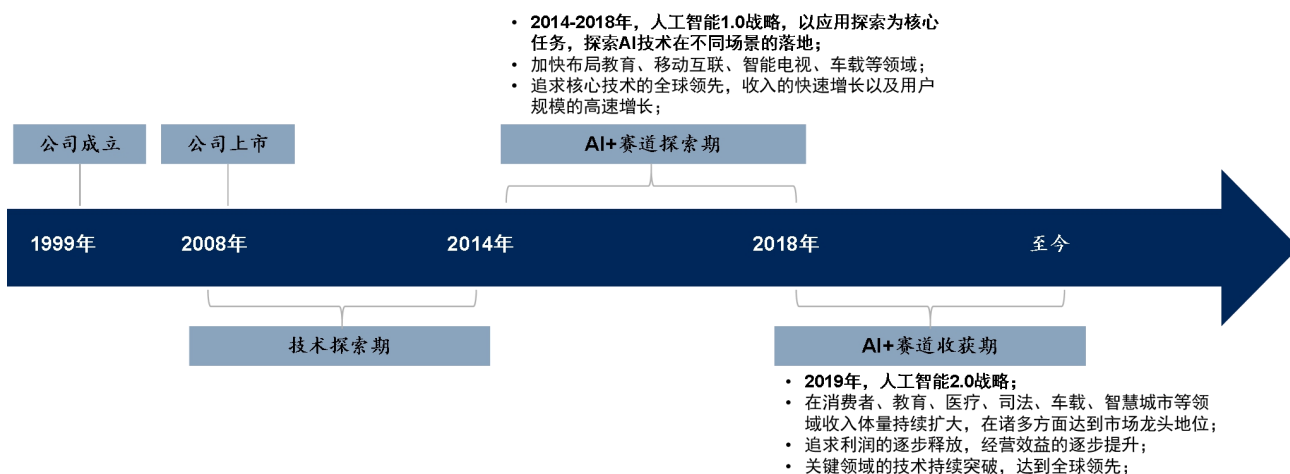 • 2014-2018年，人工智能1.0战略，以应用探索为核心
任务，探索AI技术在不同场景的落地；
• 加快布局教育、移动互联、智能电视、车载等领域；
• 追求核心技术的全球领先，收入的快速增长以及用户
规模的高速增长；
公司成立
公司上市
AI+赛道探索期
1999年
2008年
2014年
2018年
至今
技术探索期
AI+赛道收获期
• 2019年，人工智能2.0战略；
• 在消费者、教育、医疗、司法、车载、智慧城市等领
域收入体量持续扩大，在诸多方面达到市场龙头地位；
• 追求利润的逐步释放，经营效益的逐步提升；
• 关键领域的技术持续突破，达到全球领先；